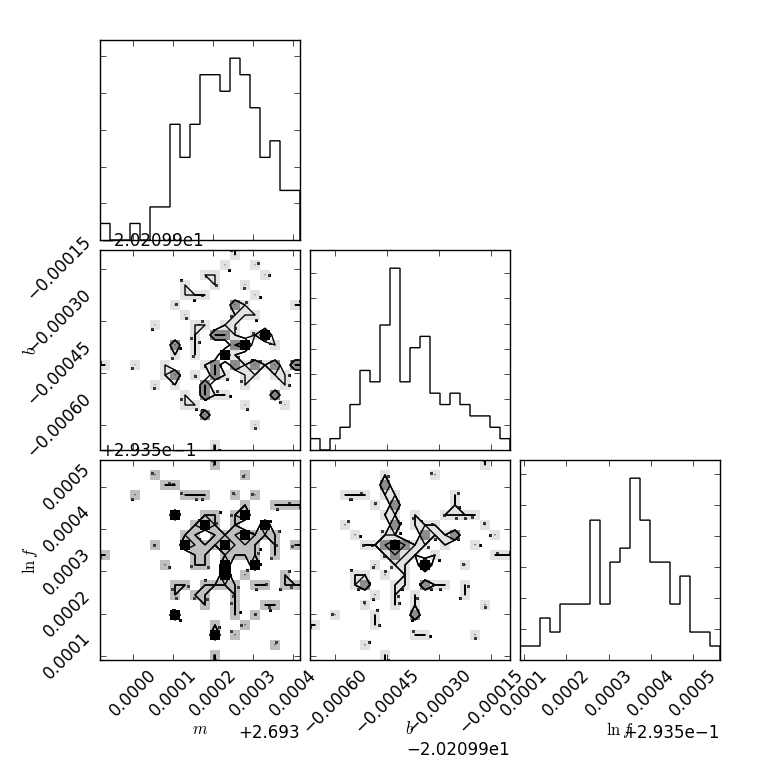 −2.02099e1
−0.00015
−0.00030
−0.00045
−0.00060
b
+2.935e−1
0.0005
0.0004
0.0003
0.0002
0.0001
ln f
0.0000 0.0001 0.0002 0.0003 0.0004
−0.00060 −0.00045 −0.00030 −0.00015
0.0001 0.0002 0.0003 0.0004 0.0005
m +2.693 b ln f +2.935e−1
−2.02099e1